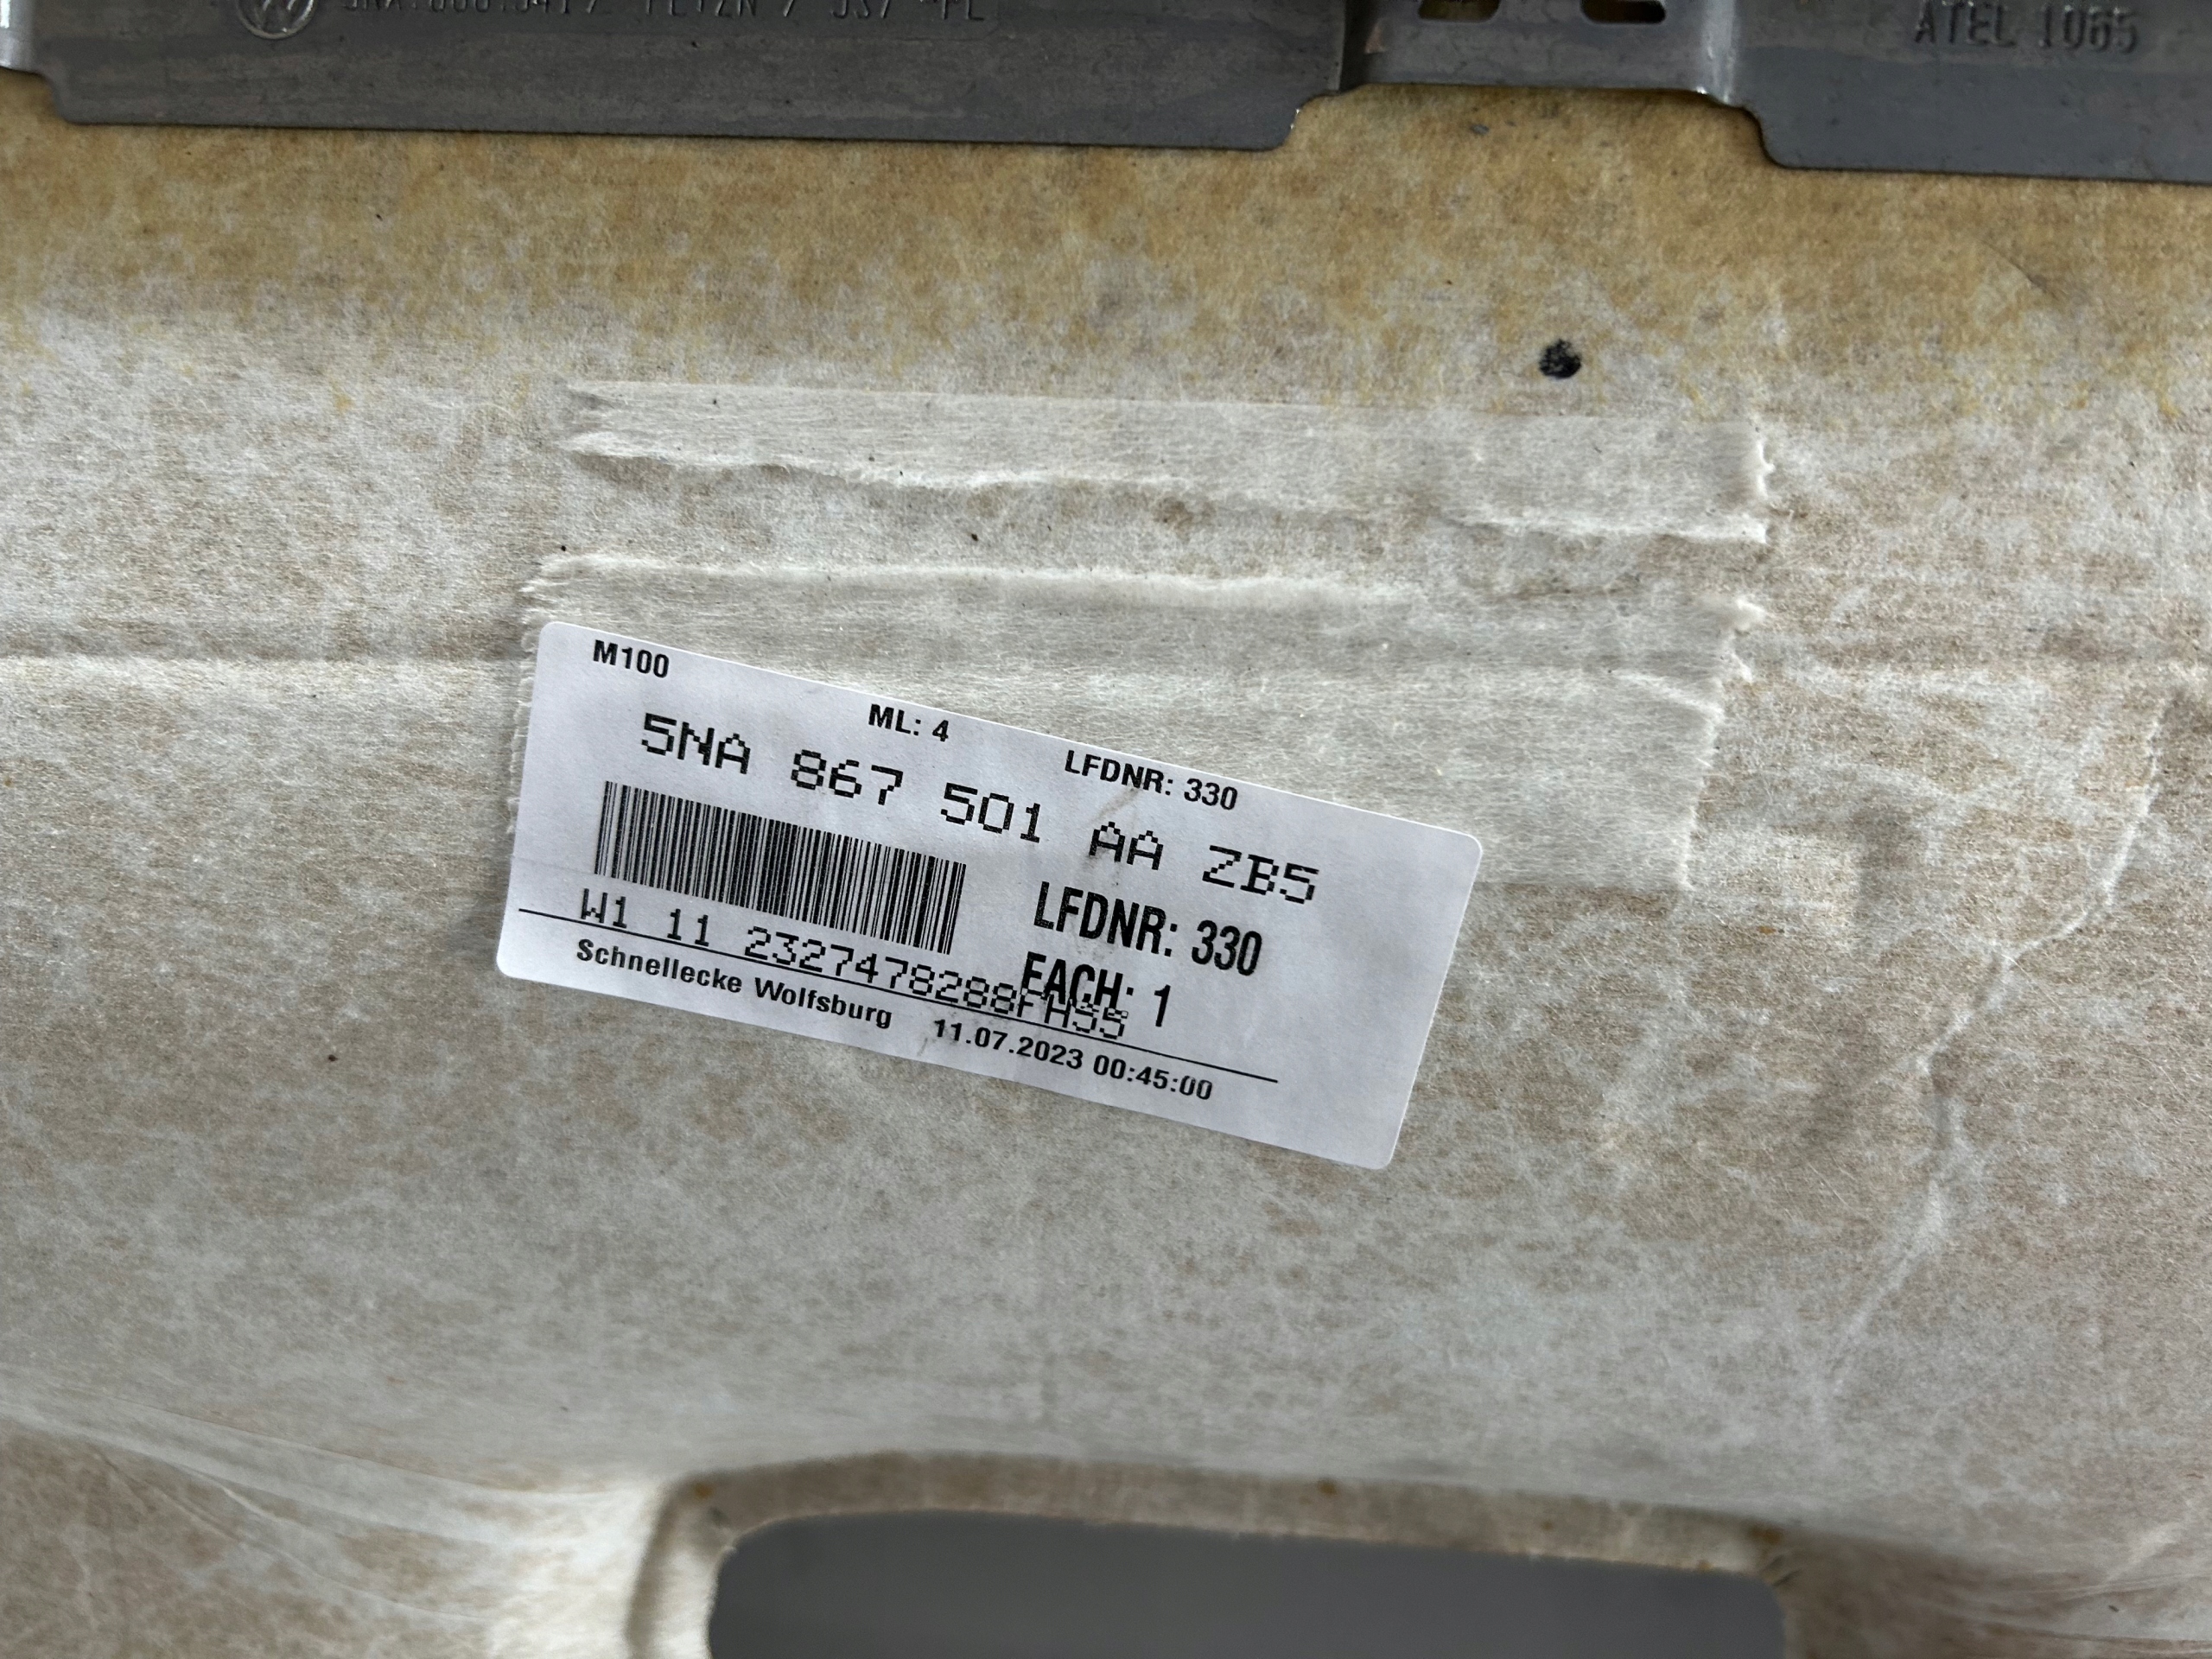 ATEL 1065
M100
ML: 4
LFDNR: 330
5NA 867 501 AA ZB5
LFDNR: 330
FACH: 1
W1 11 2327478288FH55
Schnellecke Wolfsburg 11.07.2023 00:45:00